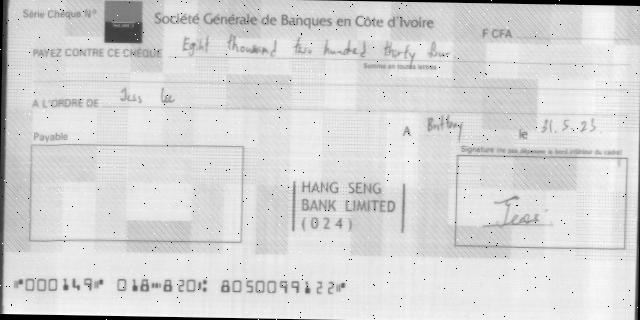 Série Chèque N°
Société Générale de Banques en Côte d'Ivoire
F CFA
PAYEZ CONTRE CE CHÈQUE Eight thousand two hundred thirty four
Somme en toutes lettres
A L'ORDRE DE Jess Lee
A Brittany le 31.5.23
Payable
Signature (ne pas dépasser le bord inférieur du cadre)
HANG SENG
BANK LIMITED
(024)
Jess
⑈000149⑈ 018⑉820⑆ 8050099122⑈